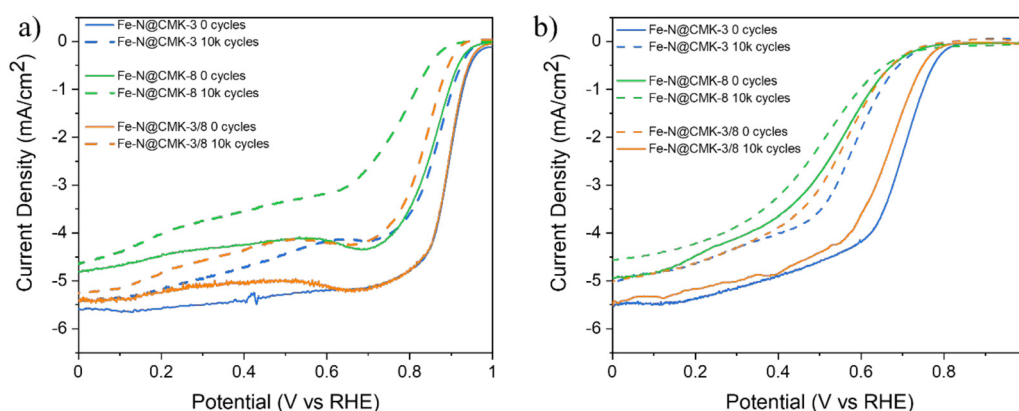 a)
Fe-N@CMK-3 0 cycles
Fe-N@CMK-3 10k cycles
Fe-N@CMK-8 0 cycles
Fe-N@CMK-8 10k cycles
Fe-N@CMK-3/8 0 cycles
Fe-N@CMK-3/8 10k cycles
Current Density (mA/cm²)
0
-1
-2
-3
-4
-5
-6
0 0.2 0.4 0.6 0.8 1
Potential (V vs RHE)
b)
Fe-N@CMK-3 0 cycles
Fe-N@CMK-3 10k cycles
Fe-N@CMK-8 0 cycles
Fe-N@CMK-8 10k cycles
Fe-N@CMK-3/8 0 cycles
Fe-N@CMK-3/8 10k cycles
Current Density (mA/cm²)
0
-1
-2
-3
-4
-5
-6
0 0.2 0.4 0.6 0.8
Potential (V vs RHE)